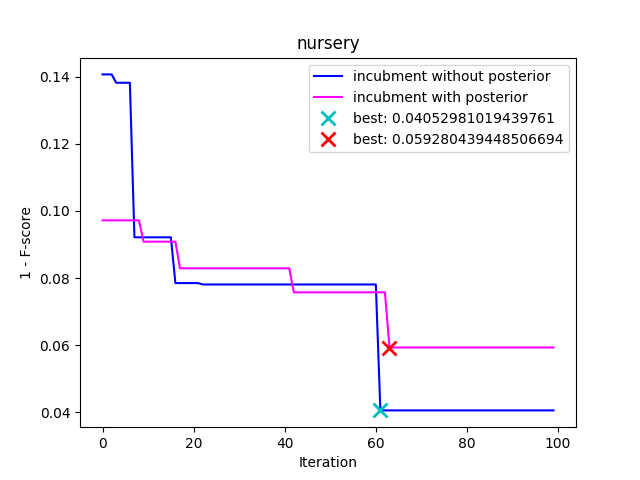 nursery
incubment without posterior
incubment with posterior
best: 0.04052981019439761
best: 0.059280439448506694
1 - F-score
0.14
0.12
0.10
0.08
0.06
0.04
0 20 40 60 80 100
Iteration